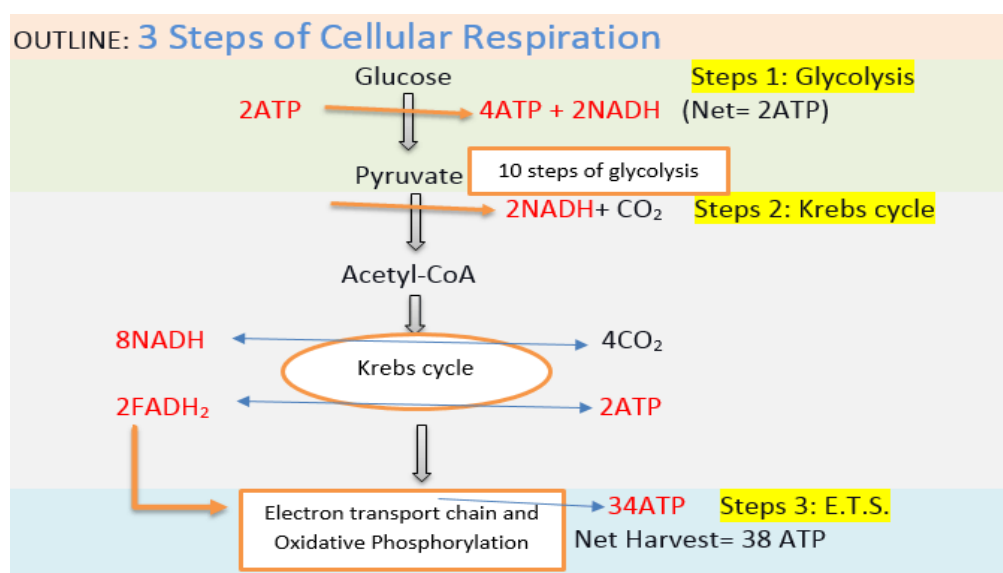 OUTLINE: 3 Steps of Cellular Respiration
Glucose
Steps 1: Glycolysis
2ATP
4ATP + 2NADH (Net= 2ATP)
Pyruvate
10 steps of glycolysis
2NADH+ CO₂
Steps 2: Krebs cycle
Acetyl-CoA
8NADH
4CO₂
Krebs cycle
2FADH₂
2ATP
Electron transport chain and
Oxidative Phosphorylation
34ATP
Steps 3: E.T.S.
Net Harvest= 38 ATP